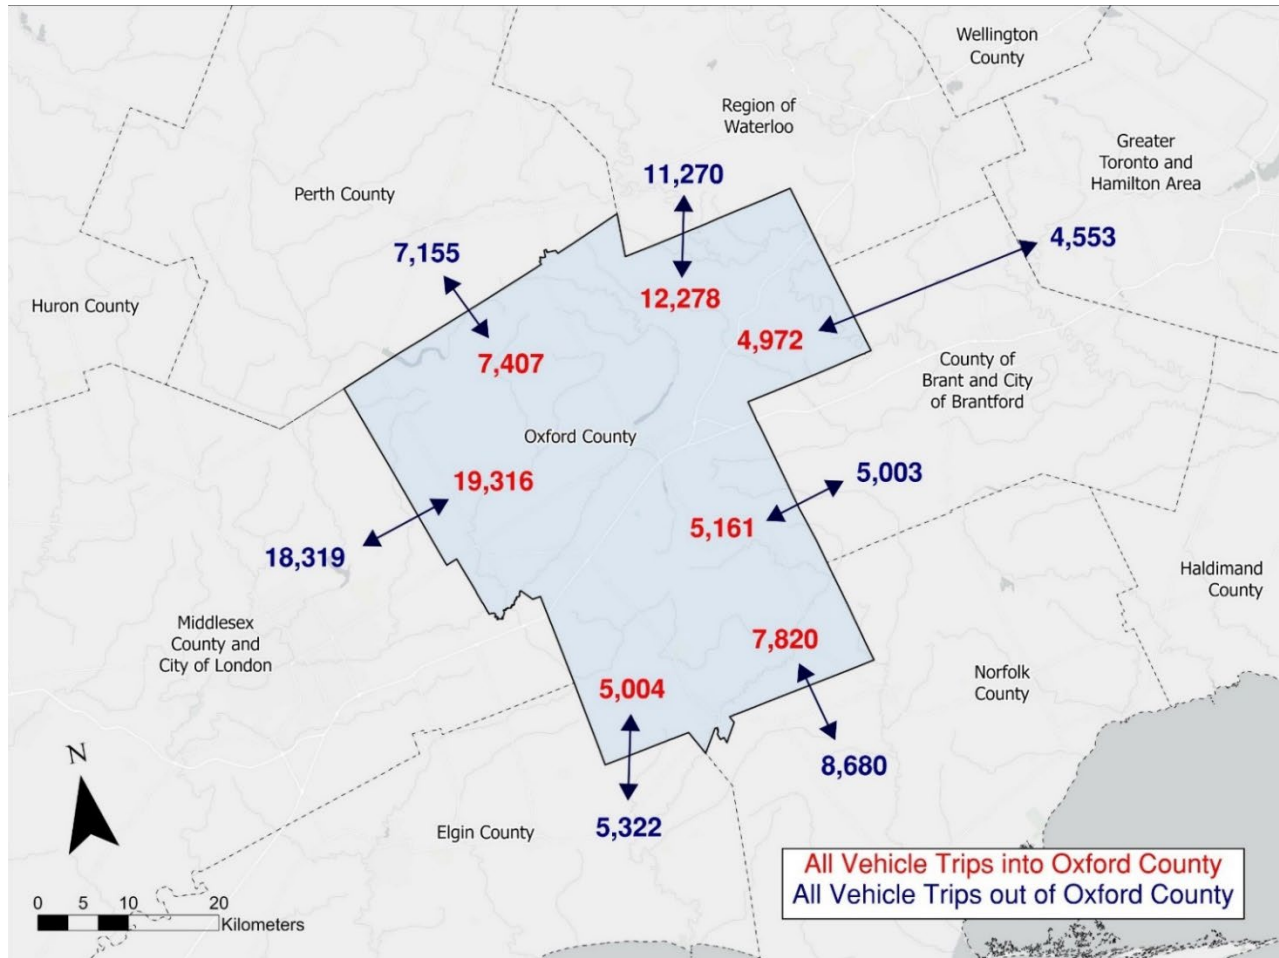 Wellington
County
Region of
Waterloo
Greater
Toronto and
Hamilton Area
11,270
Perth County
4,553
7,155
12,278
Huron County
4,972
7,407
County of
Brant and City
of Brantford
Oxford County
5,003
19,316
5,161
18,319
Haldimand
County
Middlesex
County and
City of London
7,820
Norfolk
County
5,004
N
8,680
5,322
Elgin County
All Vehicle Trips into Oxford County
All Vehicle Trips out of Oxford County
0 5 10 20
Kilometers